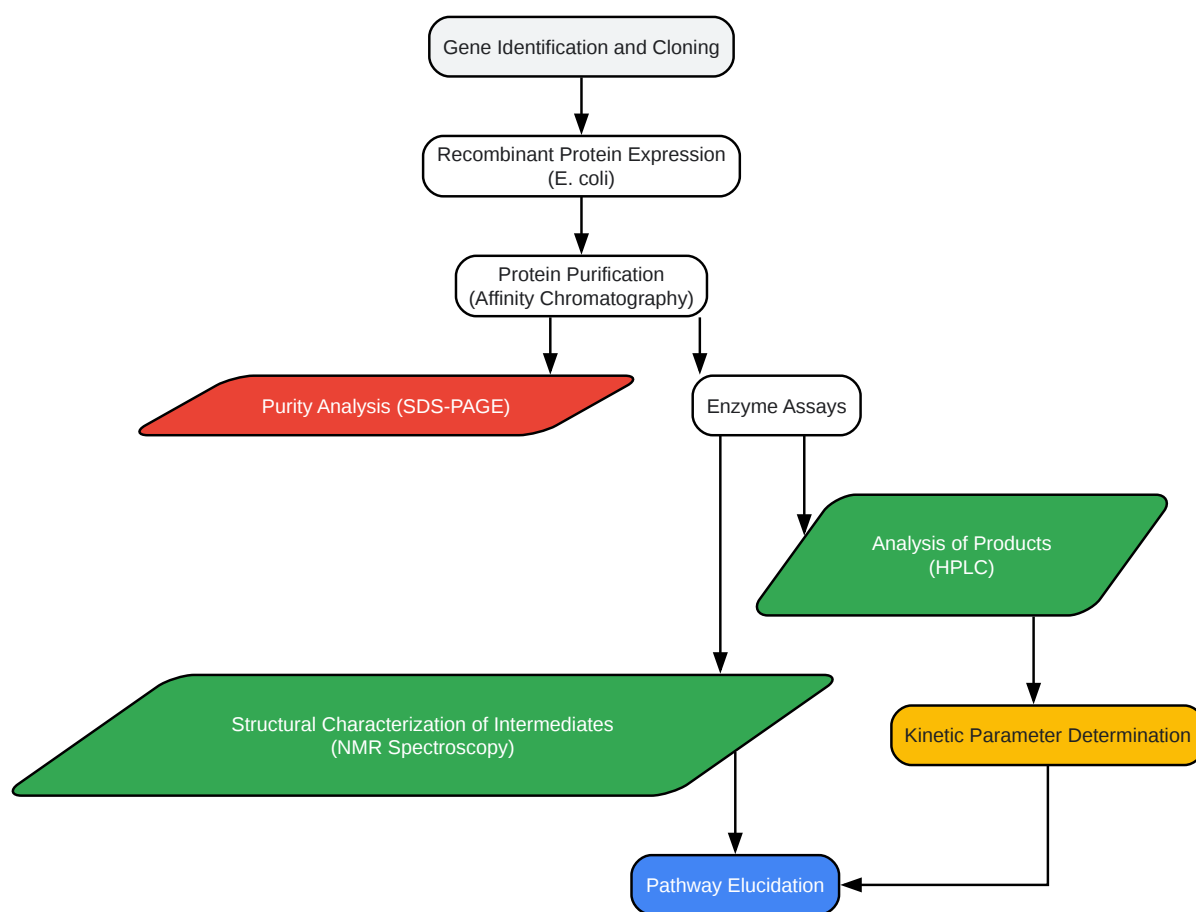 Gene Identification and Cloning
Recombinant Protein Expression
(E. coli)
Protein Purification
(Affinity Chromatography)
Purity Analysis (SDS-PAGE)
Enzyme Assays
Analysis of Products
(HPLC)
Structural Characterization of Intermediates
(NMR Spectroscopy)
Kinetic Parameter Determination
Pathway Elucidation